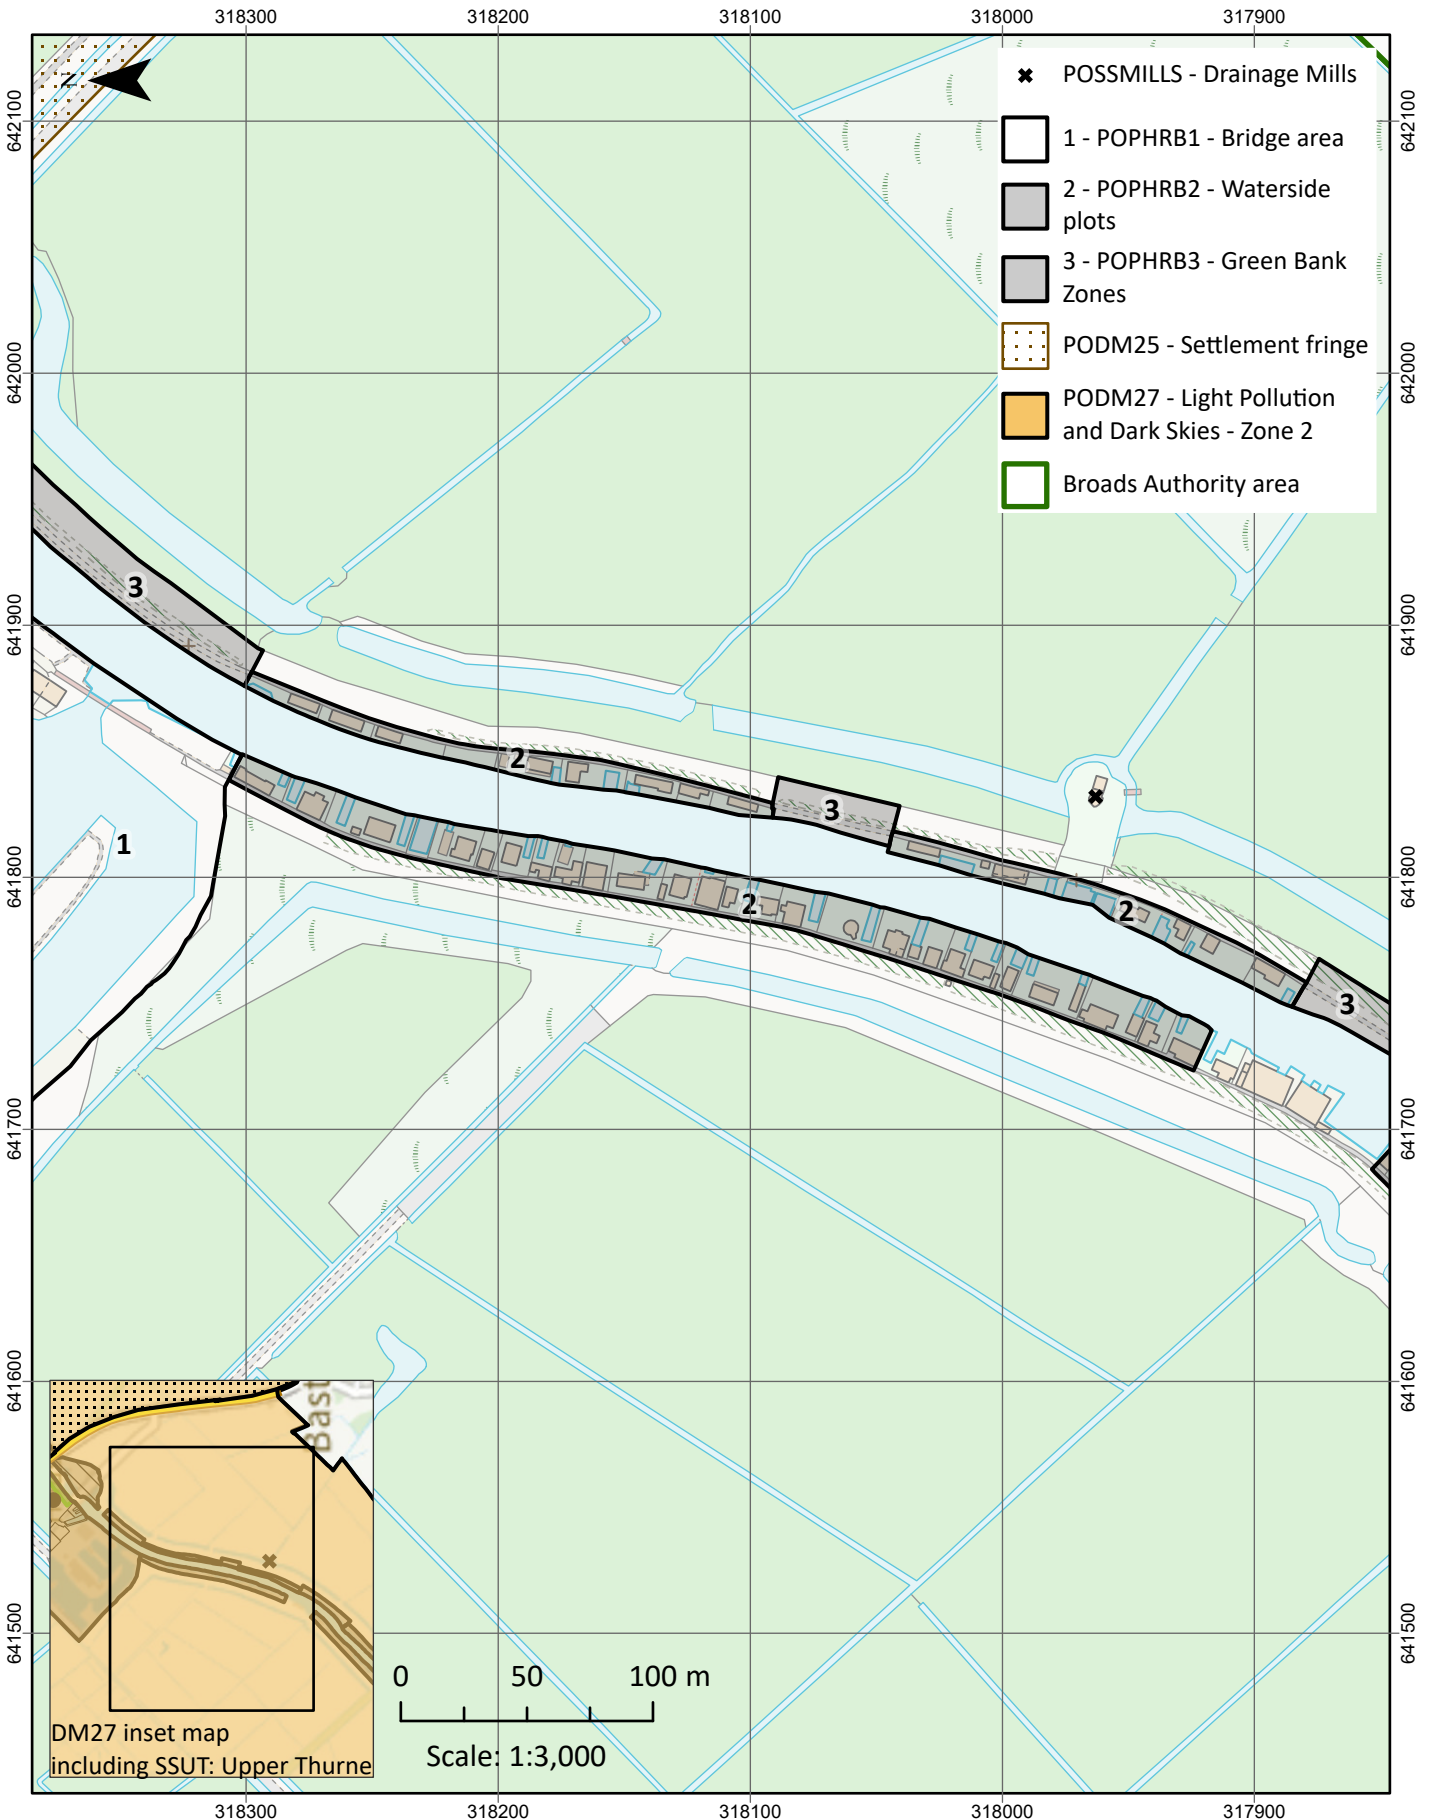 318300 318200 318100 318000 317900
POSSMILLS - Drainage Mills
1 - POPHRB1 - Bridge area
2 - POPHRB2 - Waterside
plots
3 - POPHRB3 - Green Bank
Zones
PODM25 - Settlement fringe
PODM27 - Light Pollution
and Dark Skies - Zone 2
Broads Authority area
642100 642100
642000 642000
641900 641900
641800 641800
641700 641700
641600 641600
641500 641500
3
2
3
1
2
2
3
Bast
DM27 inset map
including SSUT: Upper Thurne
0 50 100 m
Scale: 1:3,000
318300 318200 318100 318000 317900